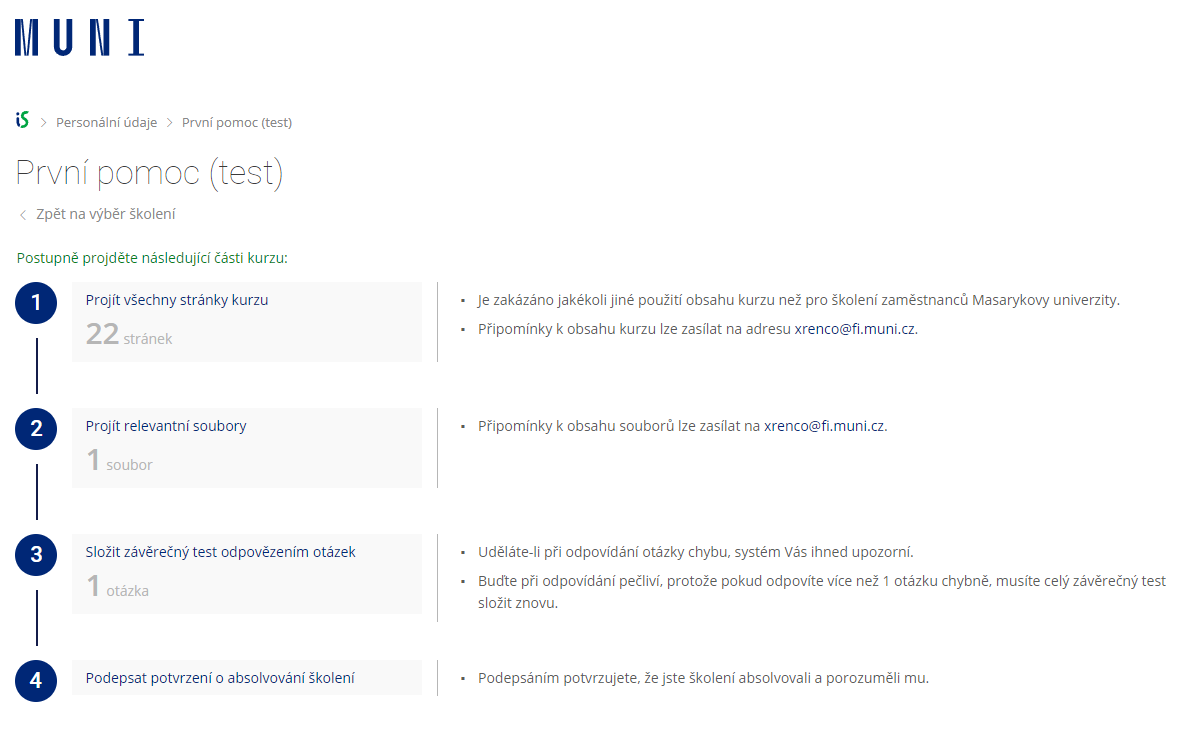 MUNI
iS > Personální údaje > První pomoc (test)
První pomoc (test)
< Zpět na výběr školení
Postupně projděte následující části kurzu:
1
Projít všechny stránky kurzu
22 stránek
▪ Je zakázáno jakékoli jiné použití obsahu kurzu než pro školení zaměstnanců Masarykovy univerzity.
▪ Připomínky k obsahu kurzu lze zasílat na adresu xrenco@fi.muni.cz.
2
Projít relevantní soubory
1 soubor
▪ Připomínky k obsahu souborů lze zasílat na xrenco@fi.muni.cz.
3
Složit závěrečný test odpovězením otázek
1 otázka
▪ Uděláte-li při odpovídání otázky chybu, systém Vás ihned upozorní.
▪ Buďte při odpovídání pečliví, protože pokud odpovíte více než 1 otázku chybně, musíte celý závěrečný test
složit znovu.
4
Podepsat potvrzení o absolvování školení
▪ Podepsáním potvrzujete, že jste školení absolvovali a porozuměli mu.